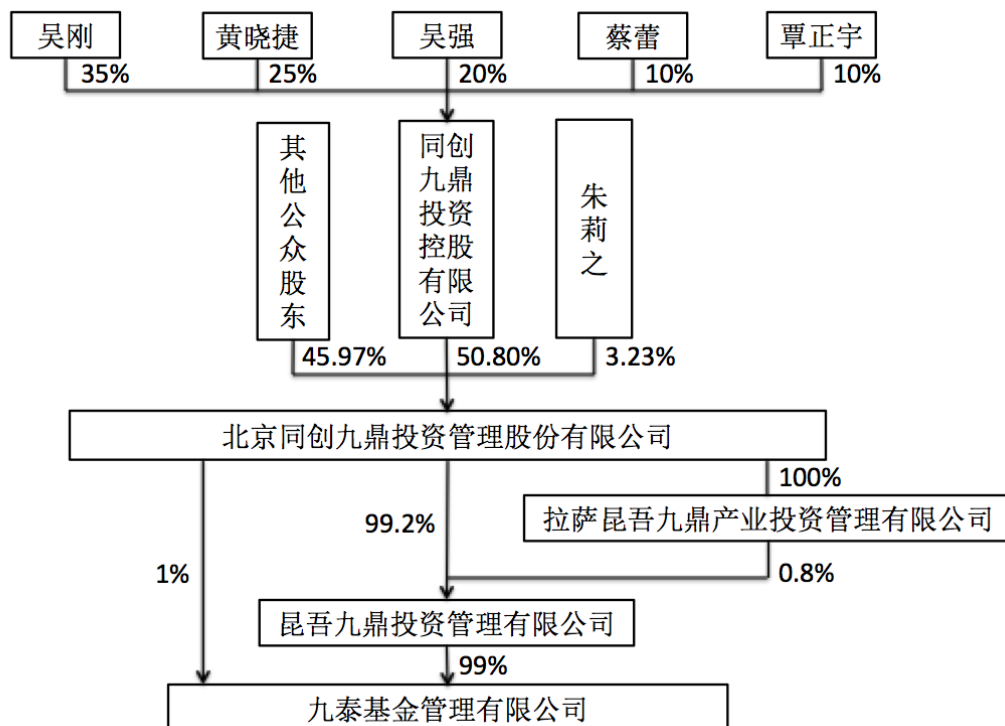 吴刚
黄晓捷
吴强
蔡蕾
覃正宇
35%
25%
20%
10%
10%
其他公众股东
同创九鼎投资控股有限公司
朱莉之
45.97%
50.80%
3.23%
北京同创九鼎投资管理股份有限公司
100%
99.2%
拉萨昆吾九鼎产业投资管理有限公司
1%
0.8%
昆吾九鼎投资管理有限公司
99%
九泰基金管理有限公司